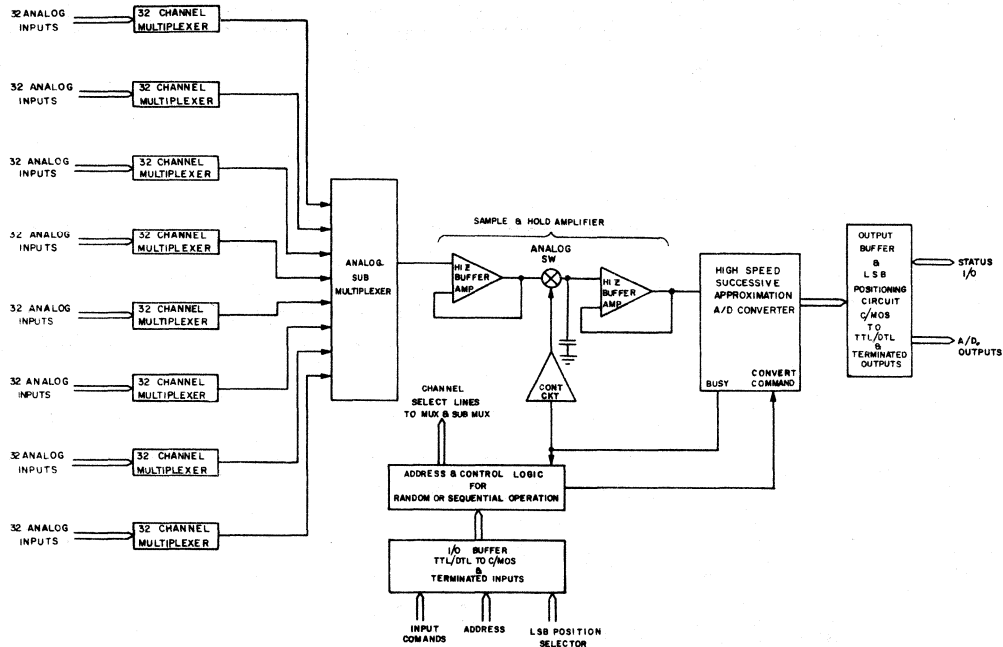 32 ANALOG
INPUTS
32 CHANNEL
MULTIPLEXER
32 ANALOG
INPUTS
32 CHANNEL
MULTIPLEXER
32 ANALOG
INPUTS
32 CHANNEL
MULTIPLEXER
32 ANALOG
INPUTS
32 CHANNEL
MULTIPLEXER
32 ANALOG
INPUTS
32 CHANNEL
MULTIPLEXER
32 ANALOG
INPUTS
32 CHANNEL
MULTIPLEXER
32 ANALOG
INPUTS
32 CHANNEL
MULTIPLEXER
32 ANALOG
INPUTS
32 CHANNEL
MULTIPLEXER
ANALOG
SUB
MULTIPLEXER
SAMPLE & HOLD AMPLIFIER
HI Z
BUFFER
AMP.
ANALOG
SW
HI Z
BUFFER
AMP.
CONT
CKT
HIGH SPEED
SUCCESSIVE
APPROXIMATION
A/D CONVERTER
BUSY
CONVERT
COMMAND
OUTPUT
BUFFER
&
LSB
POSITIONING
CIRCUIT
C/MOS
TO
TTL/DTL
&
TERMINATED
OUTPUTS
STATUS
I/O
A/D
OUTPUTS
CHANNEL
SELECT LINES
TO MUX & SUB MUX
ADDRESS & CONTROL LOGIC
FOR
RANDOM OR SEQUENTIAL OPERATION
I/O BUFFER
TTL/DTL TO C/MOS
&
TERMINATED INPUTS
INPUT
COMANDS
ADDRESS
LSB POSITION
SELECTOR